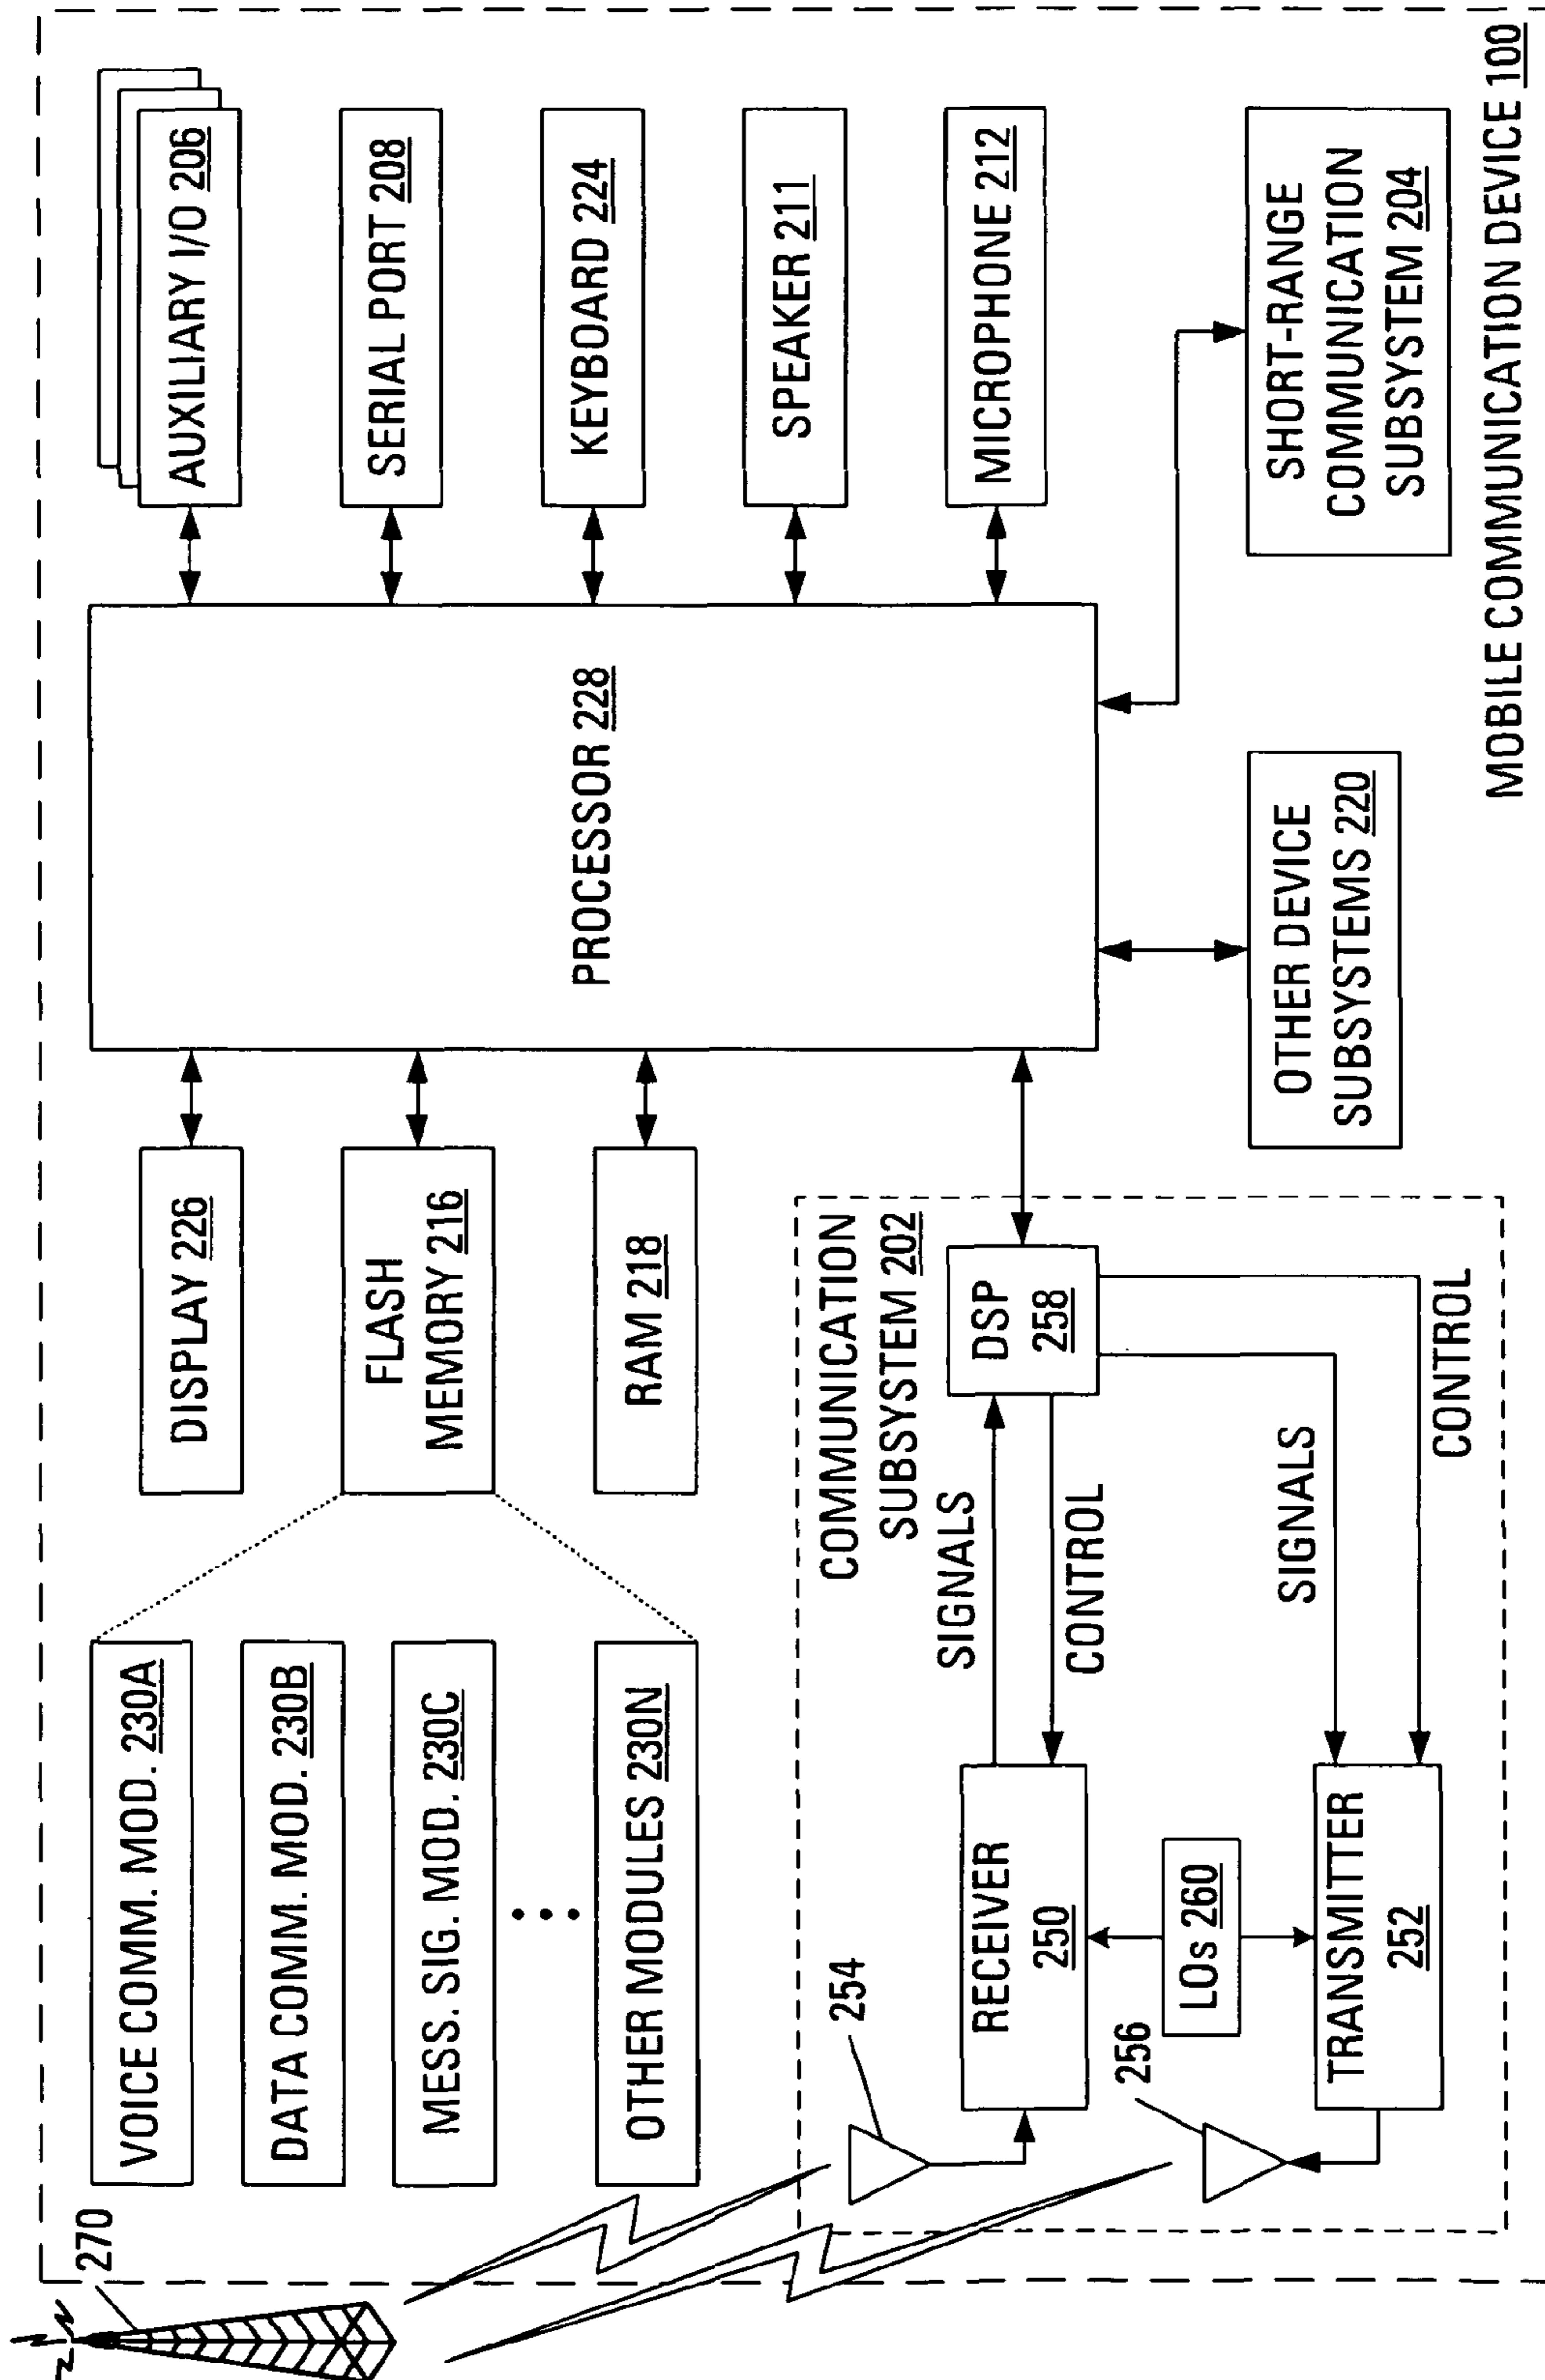 270
VOICE COMM. MOD. 230A
DATA COMM. MOD. 230B
MESS. SIG. MOD. 230C
OTHER MODULES 230N
DISPLAY 226
FLASH
MEMORY 216
RAM 218
PROCESSOR 228
AUXILIARY I/O 206
SERIAL PORT 208
KEYBOARD 224
SPEAKER 211
MICROPHONE 212
COMMUNICATION
SUBSYSTEM 202
254
RECEIVER
250
SIGNALS
CONTROL
DSP
258
LOs 260
256
TRANSMITTER
252
SIGNALS
CONTROL
OTHER DEVICE
SUBSYSTEMS 220
SHORT-RANGE
COMMUNICATION
SUBSYSTEM 204
MOBILE COMMUNICATION DEVICE 100